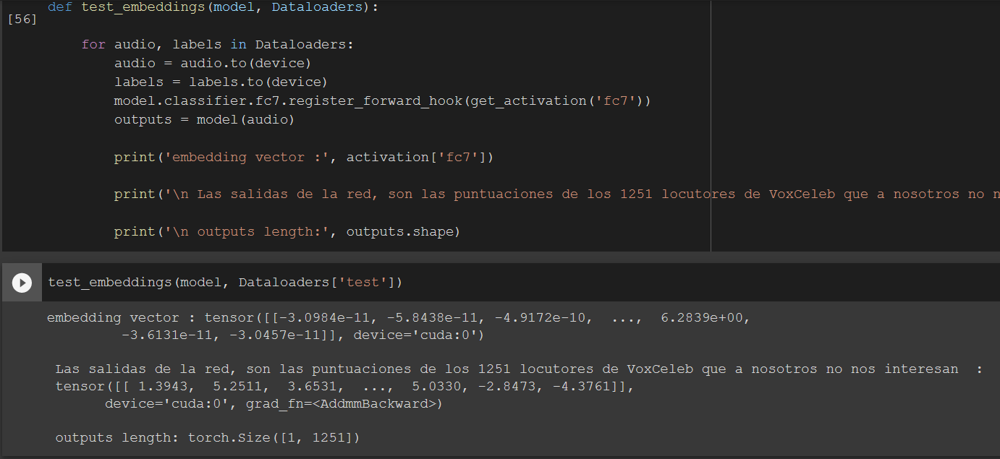 def test_embeddings(model, Dataloaders):
[56]
for audio, labels in Dataloaders:
audio = audio.to(device)
labels = labels.to(device)
model.classifier.fc7.register_forward_hook(get_activation('fc7'))
outputs = model(audio)
print('embedding vector :', activation['fc7'])
print('\n Las salidas de la red, son las puntuaciones de los 1251 locutores de VoxCeleb que a nosotros no n
print('\n outputs length:', outputs.shape)
test_embeddings(model, Dataloaders['test'])
embedding vector : tensor([[-3.0984e-11, -5.8438e-11, -4.9172e-10,  ...,  6.2839e+00,
-3.6131e-11, -3.0457e-11]], device='cuda:0')
Las salidas de la red, son las puntuaciones de los 1251 locutores de VoxCeleb que a nosotros no nos interesan  :
tensor([[ 1.3943,  5.2511,  3.6531,  ...,  5.0330, -2.8473, -4.3761]],
device='cuda:0', grad_fn=<AddmmBackward>)
outputs length: torch.Size([1, 1251])